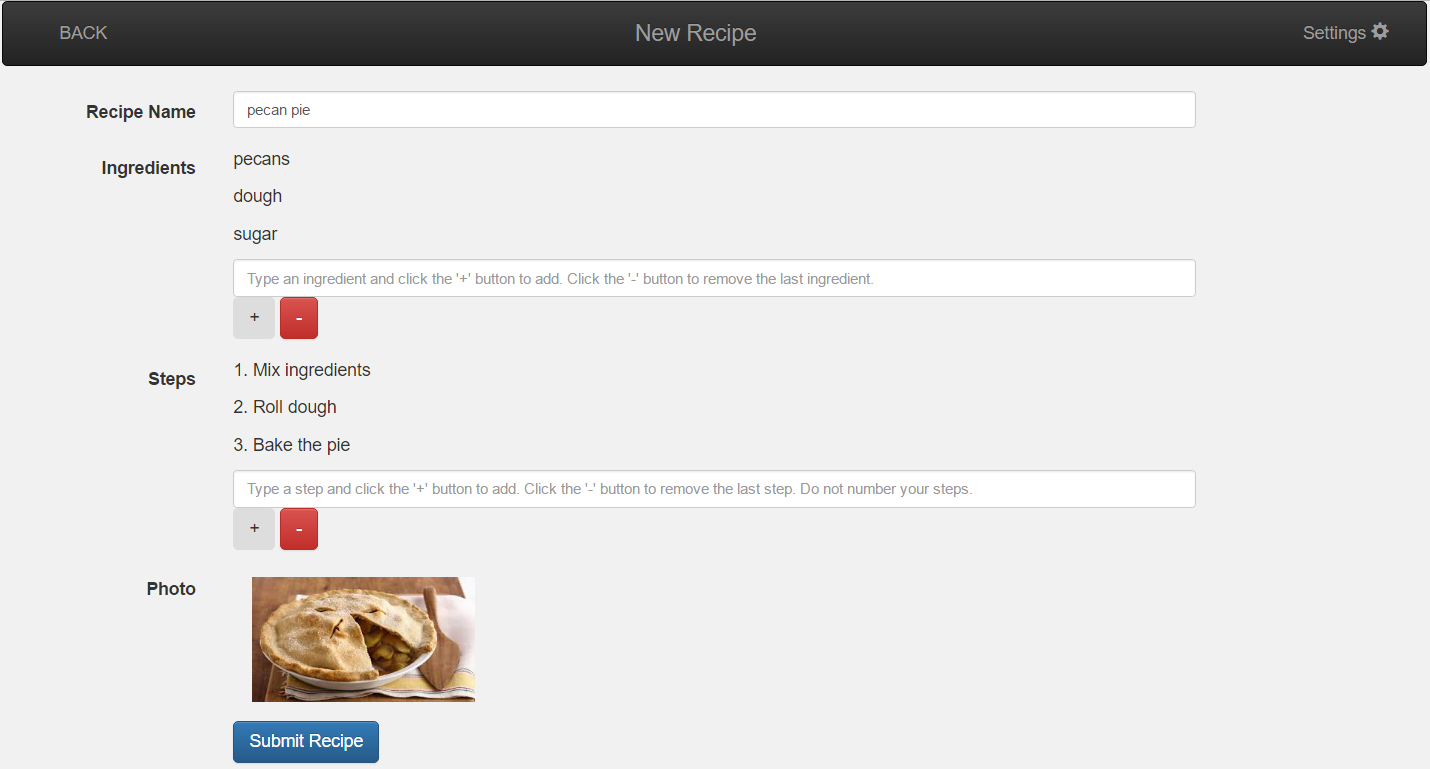 BACK New Recipe Settings
Recipe Name pecan pie
Ingredients pecans
dough
sugar
Type an ingredient and click the '+' button to add. Click the '-' button to remove the last ingredient.
+ -
Steps 1. Mix ingredients
2. Roll dough
3. Bake the pie
Type a step and click the '+' button to add. Click the '-' button to remove the last step. Do not number your steps.
+ -
Photo
Submit Recipe